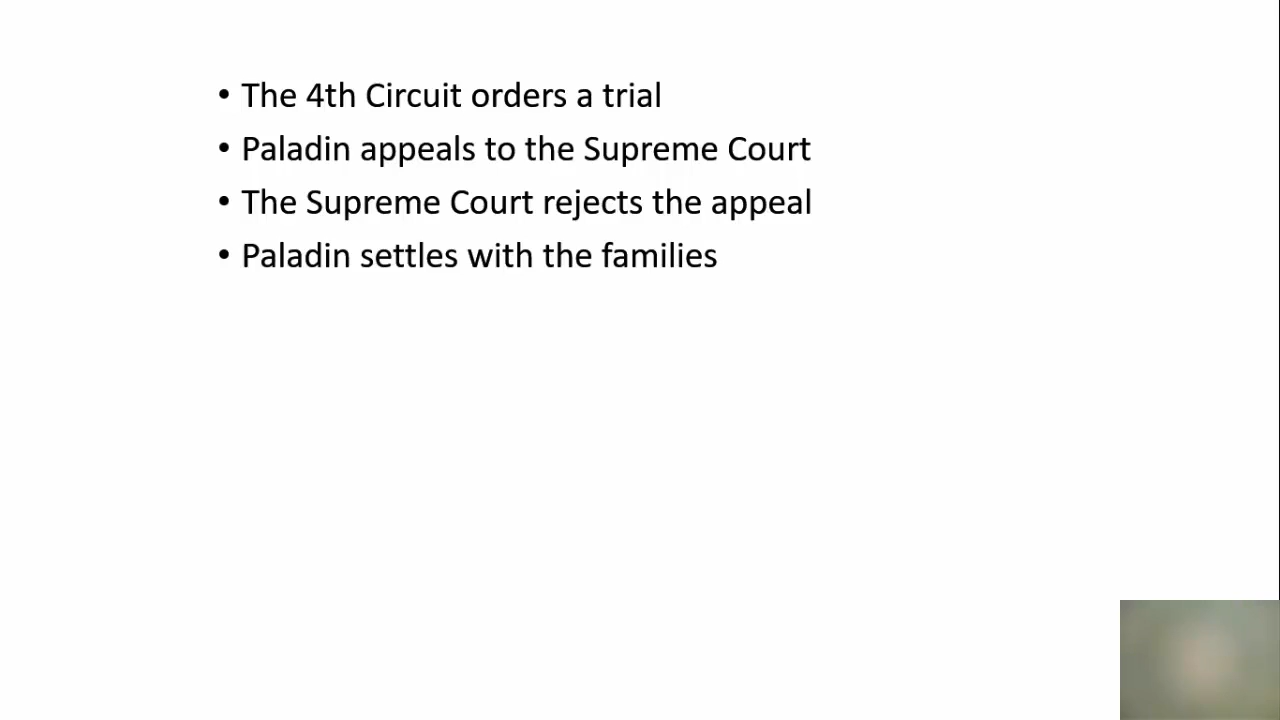 • The 4th Circuit orders a trial
• Paladin appeals to the Supreme Court
• The Supreme Court rejects the appeal
• Paladin settles with the families